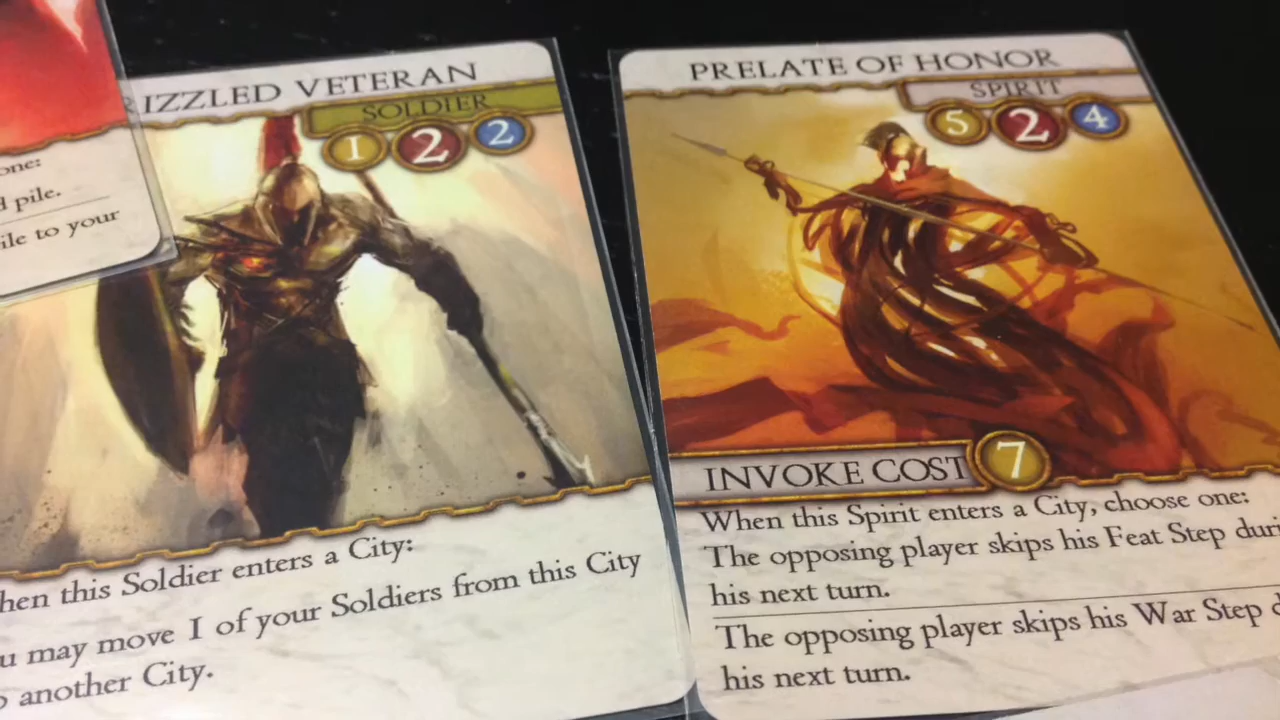 one:
pile.
ile to your
RIZZLED VETERAN
SOLDIER
1 2 2
hen this Soldier enters a City:
u may move 1 of your Soldiers from this City
another City.
PRELATE OF HONOR
SPIRIT
5 2 4
INVOKE COST 7
When this Spirit enters a City, choose one:
The opposing player skips his Feat Step duri
his next turn.
The opposing player skips his War Step d
his next turn.